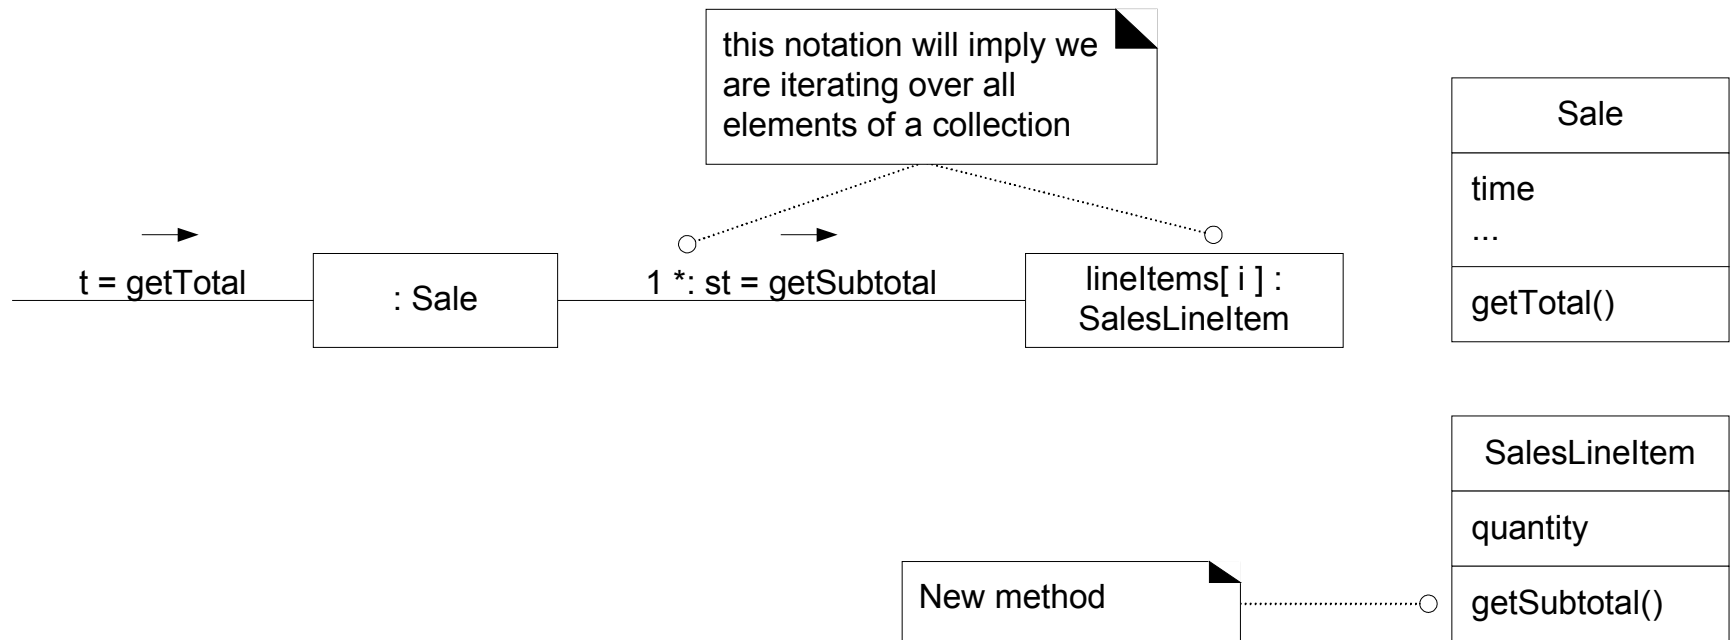 this notation will imply we
are iterating over all
elements of a collection
t = getTotal
: Sale
1 *: st = getSubtotal
lineItems[ i ] :
SalesLineItem
Sale
time
...
getTotal()
SalesLineItem
quantity
getSubtotal()
New method